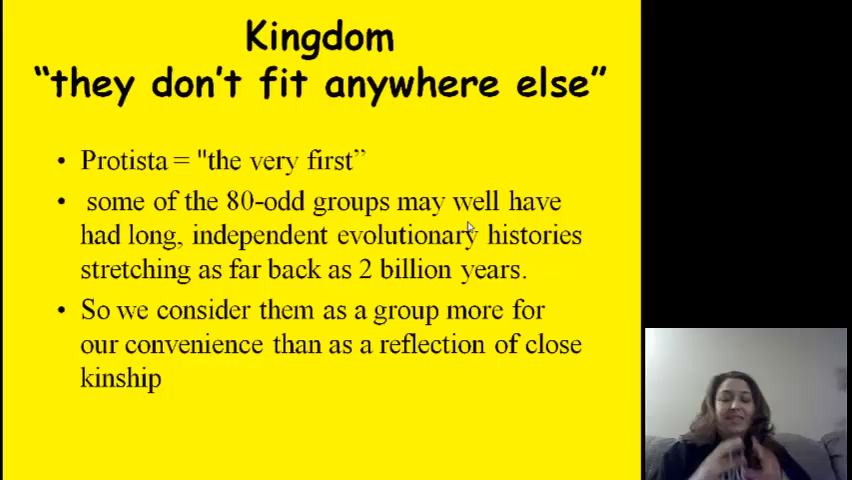 Kingdom
“they don’t fit anywhere else”
• Protista = "the very first”
• some of the 80-odd groups may well have
had long, independent evolutionary histories
stretching as far back as 2 billion years.
• So we consider them as a group more for
our convenience than as a reflection of close
kinship